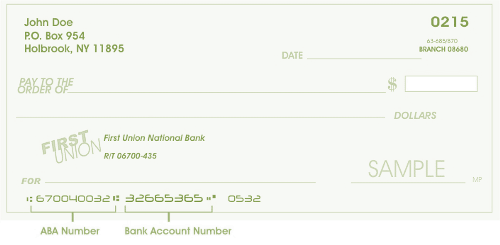 John Doe
P.O. Box 954
Holbrook, NY 11895
0215
63-685/570
BRANCH 08680
DATE
PAY TO THE
ORDER OF
$
DOLLARS
FIRST
UNION
First Union National Bank
R/T 06700-435
SAMPLE
MP
FOR
⑆670040032⑆ 32665365⑈ 0532
ABA Number Bank Account Number